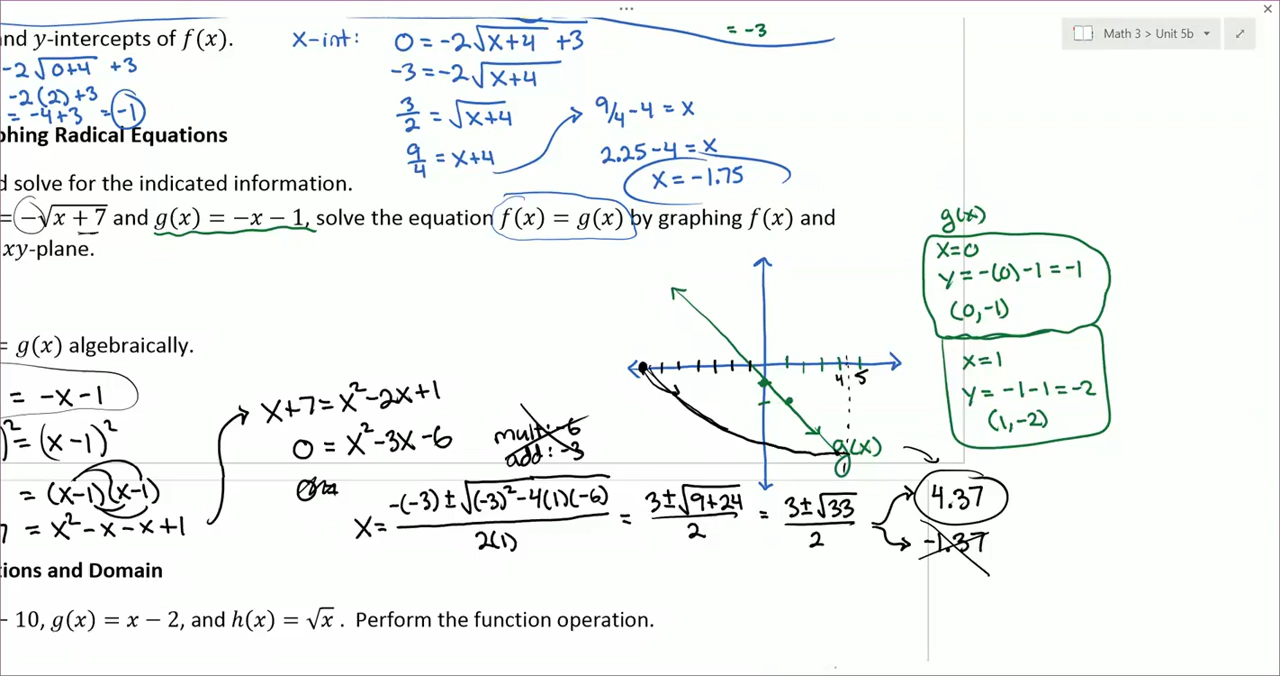 = -3
Math 3 > Unit 5b
nd y-intercepts of f(x).
x-int: 0 = -2√x+4 +3
-2√0+4 +3
-3 = -2√x+4
-2(2)+3
= -4+3 = -1
3/2 = √x+4
9/4 - 4 = x
9/4 = x+4
2.25 - 4 = x
x = -1.75
phing Radical Equations
d solve for the indicated information.
= -√x + 7 and g(x) = -x - 1, solve the equation f(x) = g(x) by graphing f(x) and
xy-plane.
g(x)
x=0
y = -(0)-1 = -1
(0,-1)
x=1
y = -1-1 = -2
(1,-2)
4 5
g(x)
= g(x) algebraically.
= -x-1
)² = (x-1)²
= (x-1)(x-1)
7 = x² - x - x + 1
x+7 = x² - 2x + 1
0 = x² - 3x - 6
mult: -6
add: -3
x = -(-3) ± √(-3)² - 4(1)(-6) / 2(1) = 3 ± √9+24 / 2 = 3 ± √33 / 2
4.37
-1.37
ions and Domain
- 10, g(x) = x - 2, and h(x) = √x . Perform the function operation.